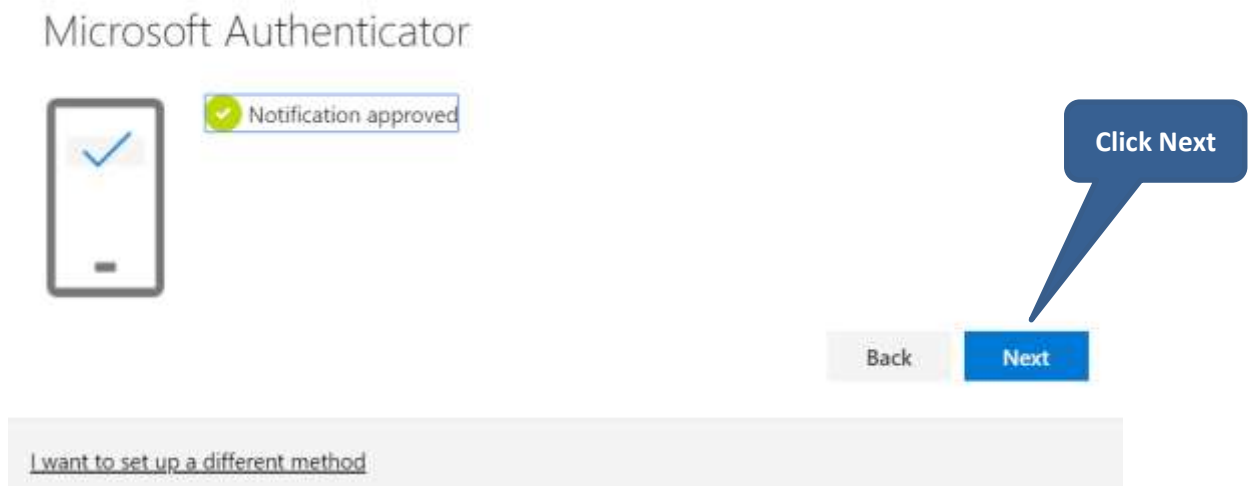 Microsoft Authenticator
Notification approved
Click Next
Back
Next
I want to set up a different method